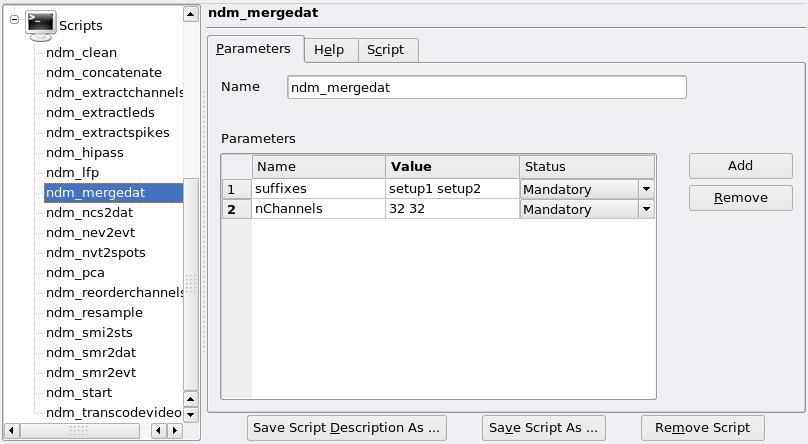 Scripts
ndm_clean
ndm_concatenate
ndm_extractchannels
ndm_extractleds
ndm_extractspikes
ndm_hipass
ndm_lfp
ndm_mergedat
ndm_ncs2dat
ndm_nev2evt
ndm_nvt2spots
ndm_pca
ndm_reorderchannels
ndm_resample
ndm_smi2sts
ndm_smr2dat
ndm_smr2evt
ndm_start
ndm_transcodevideo
ndm_mergedat
Parameters Help Script
Name ndm_mergedat
Parameters
Name Value Status
1 suffixes setup1 setup2 Mandatory
2 nChannels 32 32 Mandatory
Add
Remove
Save Script Description As ... Save Script As ... Remove Script